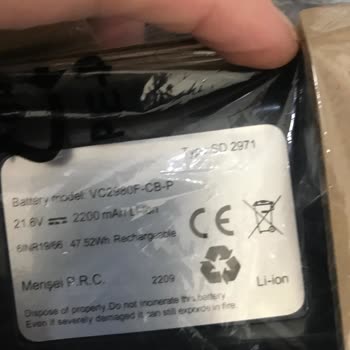 Type SD 2971
Battery model: VC2980F-CB-P
21.6V 2200 mAh Li-Ion
6INR19/66 47.52Wh Rechargable
CE
Menşei P.R.C. 2209
Li-ion
Dispose of properly.Do not incinerate this battery
Even if severely damaged it can still explode in fire.